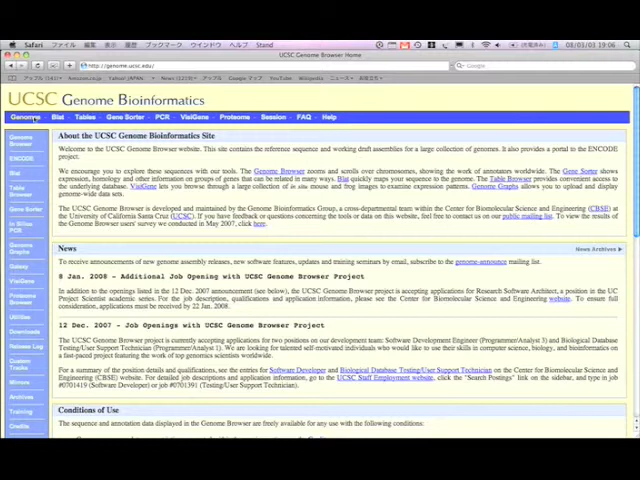 Safari ファイル 編集 表示 履歴 ブックマーク ウインドウ ヘルプ Stand
08/01/03 19:06
UCSC Genome Browser Home
http://genome.ucsc.edu/
Google
Amazon.co.jp Yahoo! JAPAN Google マップ YouTube Wikipedia ニュース お役立ち
UCSC Genome Bioinformatics
Genomes - Blat - Tables - Gene Sorter - PCR - VisiGene - Proteome - Session - FAQ - Help
Genome Browser
ENCODE
Blat
Table Browser
Gene Sorter
In Silico PCR
Genome Graphs
Galaxy
VisiGene
Proteome Browser
Utilities
Downloads
Release Log
Custom Tracks
Mirrors
Archives
Training
Credits
About the UCSC Genome Bioinformatics Site
Welcome to the UCSC Genome Browser website. This site contains the reference sequence and working draft assemblies for a large collection of genomes. It also provides a portal to the ENCODE
project.
We encourage you to explore these sequences with our tools. The Genome Browser zooms and scrolls over chromosomes, showing the work of annotators worldwide. The Gene Sorter shows
expression, homology and other information on groups of genes that can be related in many ways. Blat quickly maps your sequence to the genome. The Table Browser provides convenient access to
the underlying database. VisiGene lets you browse through a large collection of in situ mouse and frog images to examine expression patterns. Genome Graphs allows you to upload and display
genome-wide data sets.
The UCSC Genome Browser is developed and maintained by the Genome Bioinformatics Group, a cross-departmental team within the Center for Biomolecular Science and Engineering (CBSE) at
the University of California Santa Cruz (UCSC). If you have feedback or questions concerning the tools or data on this website, feel free to contact us on our public mailing list. To view the results of
the Genome Browser users' survey we conducted in May 2007, click here.
News
News Archives ▶
To receive announcements of new genome assembly releases, new software features, updates and training seminars by email, subscribe to the genome-announce mailing list.
8 Jan. 2008 - Additional Job Opening with UCSC Genome Browser Project
In addition to the openings listed in the 12 Dec. 2007 announcement (see below), the UCSC Genome Browser project is accepting applications for Research Software Architect, a position in the UC
Project Scientist academic series. For the job description, qualifications and application information, please see the Center for Biomolecular Science and Engineering website. To ensure full
consideration, applications must be received by 22 Jan. 2008.
12 Dec. 2007 - Job Openings with UCSC Genome Browser Project
The UCSC Genome Browser project is currently accepting applications for two positions on our development team: Software Development Engineer (Programmer/Analyst 3) and Biological Database
Testing/User Support Technician (Programmer/Analyst 1). We are looking for talented self-motivated individuals who would like to use their skills in computer science, biology, and bioinformatics on
a fast-paced project featuring the work of top genomics scientists worldwide.
For a summary of the position details and qualifications, see the entries for Software Developer and Biological Database Testing/User Support Technician on the Center for Biomolecular Science and
Engineering (CBSE) website. For detailed job descriptions and application information, go to the UCSC Staff Employment website, click the "Search Postings" link on the sidebar, and type in job
#0701419 (Software Developer) or job #0701391 (Testing/User Support Technician).
Conditions of Use
The sequence and annotation data displayed in the Genome Browser are freely available for any use with the following conditions: